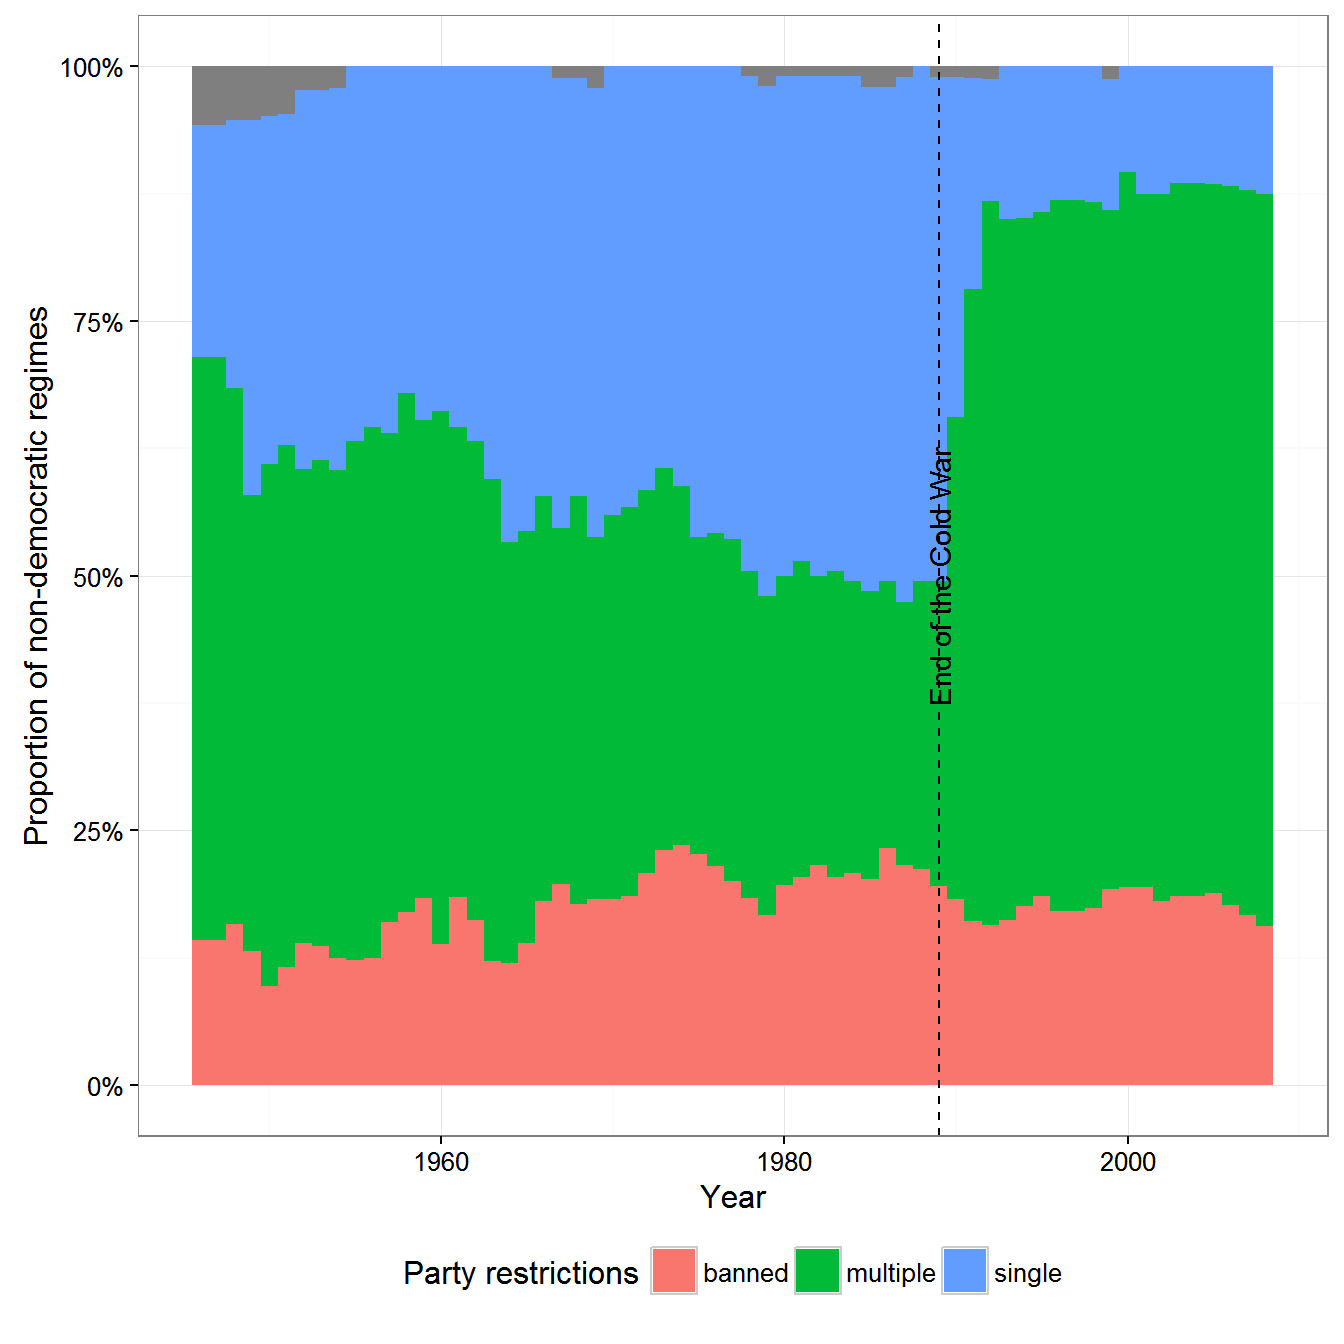 Proportion of non-democratic regimes
100%
75%
50%
25%
0%
End of the Cold War
1960 1980 2000
Year
Party restrictions banned multiple single